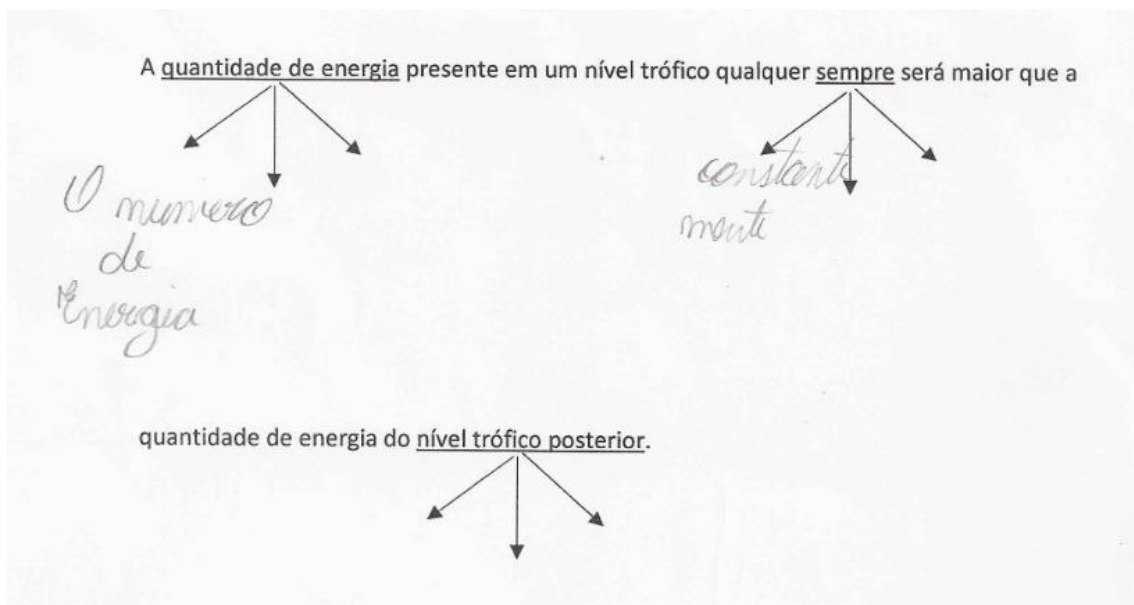 A quantidade de energia presente em um nível trófico qualquer sempre será maior que a
O numero
de
Energia
constante
mente
quantidade de energia do nível trófico posterior.